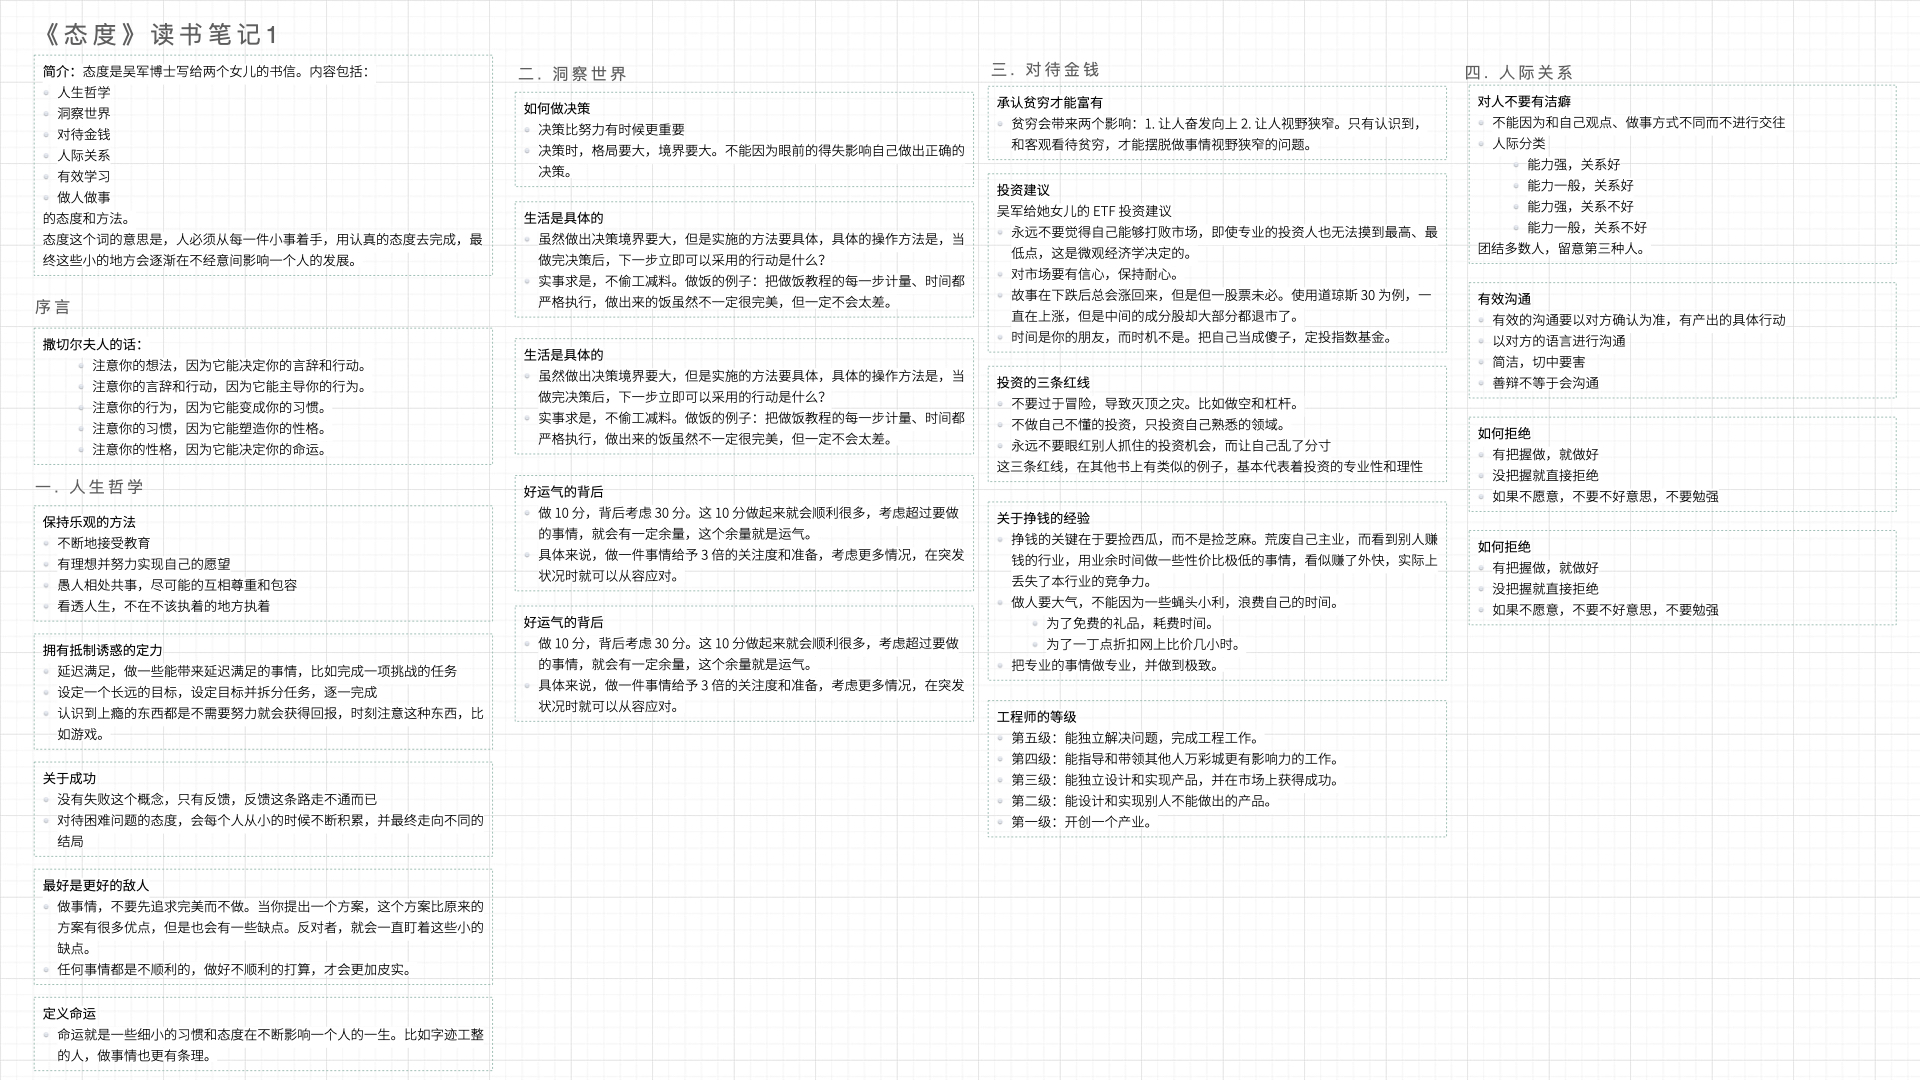 《态度》读书笔记1
简介：态度是吴军博士写给两个女儿的书信。内容包括：
人生哲学
洞察世界
对待金钱
人际关系
有效学习
做人做事
的态度和方法。
态度这个词的意思是，人必须从每一件小事着手，用认真的态度去完成，最
终这些小的地方会逐渐在不经意间影响一个人的发展。
序言
撒切尔夫人的话：
注意你的想法，因为它能决定你的言辞和行动。
注意你的言辞和行动，因为它能主导你的行为。
注意你的行为，因为它能变成你的习惯。
注意你的习惯，因为它能塑造你的性格。
注意你的性格，因为它能决定你的命运。
一. 人生哲学
保持乐观的方法
不断地接受教育
有理想并努力实现自己的愿望
愚人相处共事，尽可能的互相尊重和包容
看透人生，不在不该执着的地方执着
拥有抵制诱惑的定力
延迟满足，做一些能带来延迟满足的事情，比如完成一项挑战的任务
设定一个长远的目标，设定目标并拆分任务，逐一完成
认识到上瘾的东西都是不需要努力就会获得回报，时刻注意这种东西，比
如游戏。
关于成功
没有失败这个概念，只有反馈，反馈这条路走不通而已
对待困难问题的态度，会每个人从小的时候不断积累，并最终走向不同的
结局
最好是更好的敌人
做事情，不要先追求完美而不做。当你提出一个方案，这个方案比原来的
方案有很多优点，但是也会有一些缺点。反对者，就会一直盯着这些小的
缺点。
任何事情都是不顺利的，做好不顺利的打算，才会更加皮实。
定义命运
命运就是一些细小的习惯和态度在不断影响一个人的一生。比如字迹工整
的人，做事情也更有条理。
二. 洞察世界
如何做决策
决策比努力有时候更重要
决策时，格局要大，境界要大。不能因为眼前的得失影响自己做出正确的
决策。
生活是具体的
虽然做出决策境界要大，但是实施的方法要具体，具体的操作方法是，当
做完决策后，下一步立即可以采用的行动是什么？
实事求是，不偷工减料。做饭的例子：把做饭教程的每一步计量、时间都
严格执行，做出来的饭虽然不一定很完美，但一定不会太差。
生活是具体的
虽然做出决策境界要大，但是实施的方法要具体，具体的操作方法是，当
做完决策后，下一步立即可以采用的行动是什么？
实事求是，不偷工减料。做饭的例子：把做饭教程的每一步计量、时间都
严格执行，做出来的饭虽然不一定很完美，但一定不会太差。
好运气的背后
做 10 分，背后考虑 30 分。这 10 分做起来就会顺利很多，考虑超过要做
的事情，就会有一定余量，这个余量就是运气。
具体来说，做一件事情给予 3 倍的关注度和准备，考虑更多情况，在突发
状况时就可以从容应对。
好运气的背后
做 10 分，背后考虑 30 分。这 10 分做起来就会顺利很多，考虑超过要做
的事情，就会有一定余量，这个余量就是运气。
具体来说，做一件事情给予 3 倍的关注度和准备，考虑更多情况，在突发
状况时就可以从容应对。
三. 对待金钱
承认贫穷才能富有
贫穷会带来两个影响：1. 让人奋发向上 2. 让人视野狭窄。只有认识到，
和客观看待贫穷，才能摆脱做事情视野狭窄的问题。
投资建议
吴军给她女儿的 ETF 投资建议
永远不要觉得自己能够打败市场，即使专业的投资人也无法摸到最高、最
低点，这是微观经济学决定的。
对市场要有信心，保持耐心。
故事在下跌后总会涨回来，但是但一股票未必。使用道琼斯 30 为例，一
直在上涨，但是中间的成分股却大部分都退市了。
时间是你的朋友，而时机不是。把自己当成傻子，定投指数基金。
投资的三条红线
不要过于冒险，导致灭顶之灾。比如做空和杠杆。
不做自己不懂的投资，只投资自己熟悉的领域。
永远不要眼红别人抓住的投资机会，而让自己乱了分寸
这三条红线，在其他书上有类似的例子，基本代表着投资的专业性和理性
关于挣钱的经验
挣钱的关键在于要捡西瓜，而不是捡芝麻。荒废自己主业，而看到别人赚
钱的行业，用业余时间做一些性价比极低的事情，看似赚了外快，实际上
丢失了本行业的竞争力。
做人要大气，不能因为一些蝇头小利，浪费自己的时间。
为了免费的礼品，耗费时间。
为了一丁点折扣网上比价几小时。
把专业的事情做专业，并做到极致。
工程师的等级
第五级：能独立解决问题，完成工程工作。
第四级：能指导和带领其他人万彩城更有影响力的工作。
第三级：能独立设计和实现产品，并在市场上获得成功。
第二级：能设计和实现别人不能做出的产品。
第一级：开创一个产业。
四. 人际关系
对人不要有洁癖
不能因为和自己观点、做事方式不同而不进行交往
人际分类
能力强，关系好
能力一般，关系好
能力强，关系不好
能力一般，关系不好
团结多数人，留意第三种人。
有效沟通
有效的沟通要以对方确认为准，有产出的具体行动
以对方的语言进行沟通
简洁，切中要害
善辩不等于会沟通
如何拒绝
有把握做，就做好
没把握就直接拒绝
如果不愿意，不要不好意思，不要勉强
如何拒绝
有把握做，就做好
没把握就直接拒绝
如果不愿意，不要不好意思，不要勉强